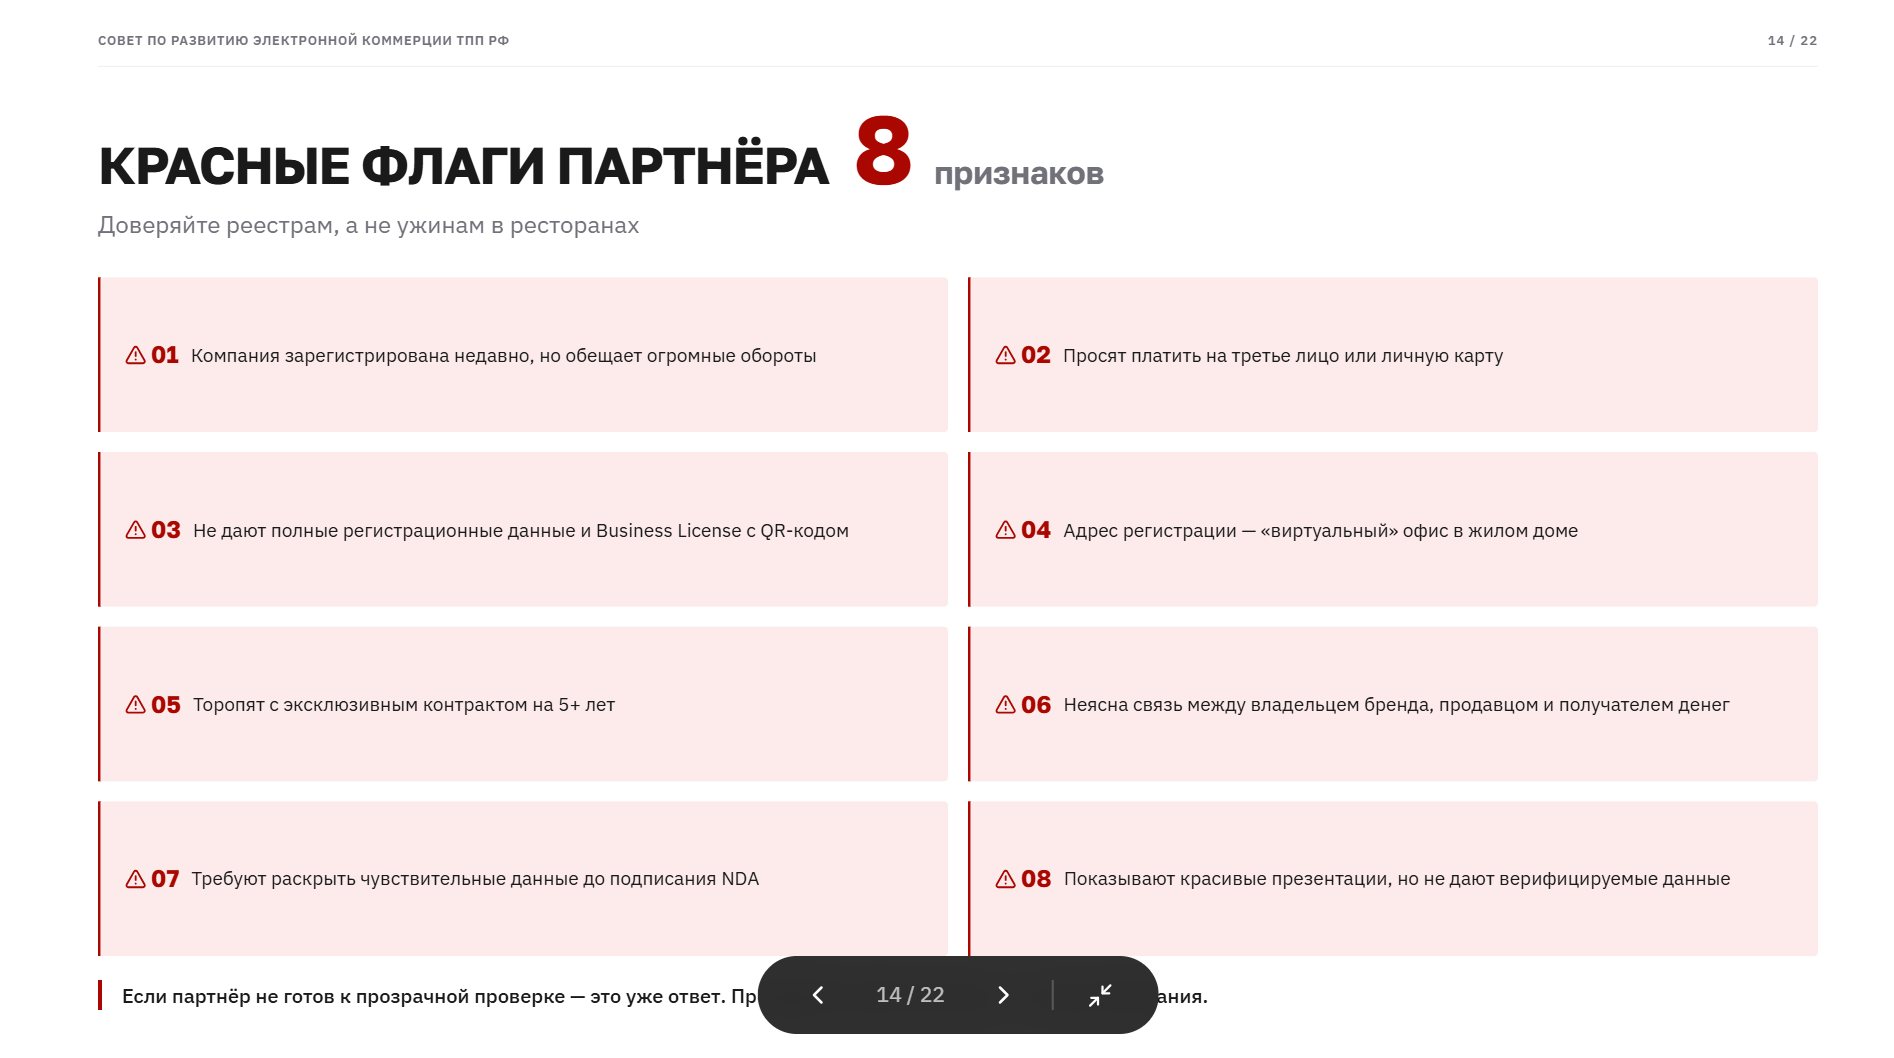 СОВЕТ ПО РАЗВИТИЮ ЭЛЕКТРОННОЙ КОММЕРЦИИ ТПП РФ
14 / 22
КРАСНЫЕ ФЛАГИ ПАРТНЁРА 8 признаков
Доверяйте реестрам, а не ужинам в ресторанах
01 Компания зарегистрирована недавно, но обещает огромные обороты
02 Просят платить на третье лицо или личную карту
03 Не дают полные регистрационные данные и Business License с QR-кодом
04 Адрес регистрации — «виртуальный» офис в жилом доме
05 Торопят с эксклюзивным контрактом на 5+ лет
06 Неясна связь между владельцем бренда, продавцом и получателем денег
07 Требуют раскрыть чувствительные данные до подписания NDA
08 Показывают красивые презентации, но не дают верифицируемые данные
Если партнёр не готов к прозрачной проверке — это уже ответ.
14 / 22